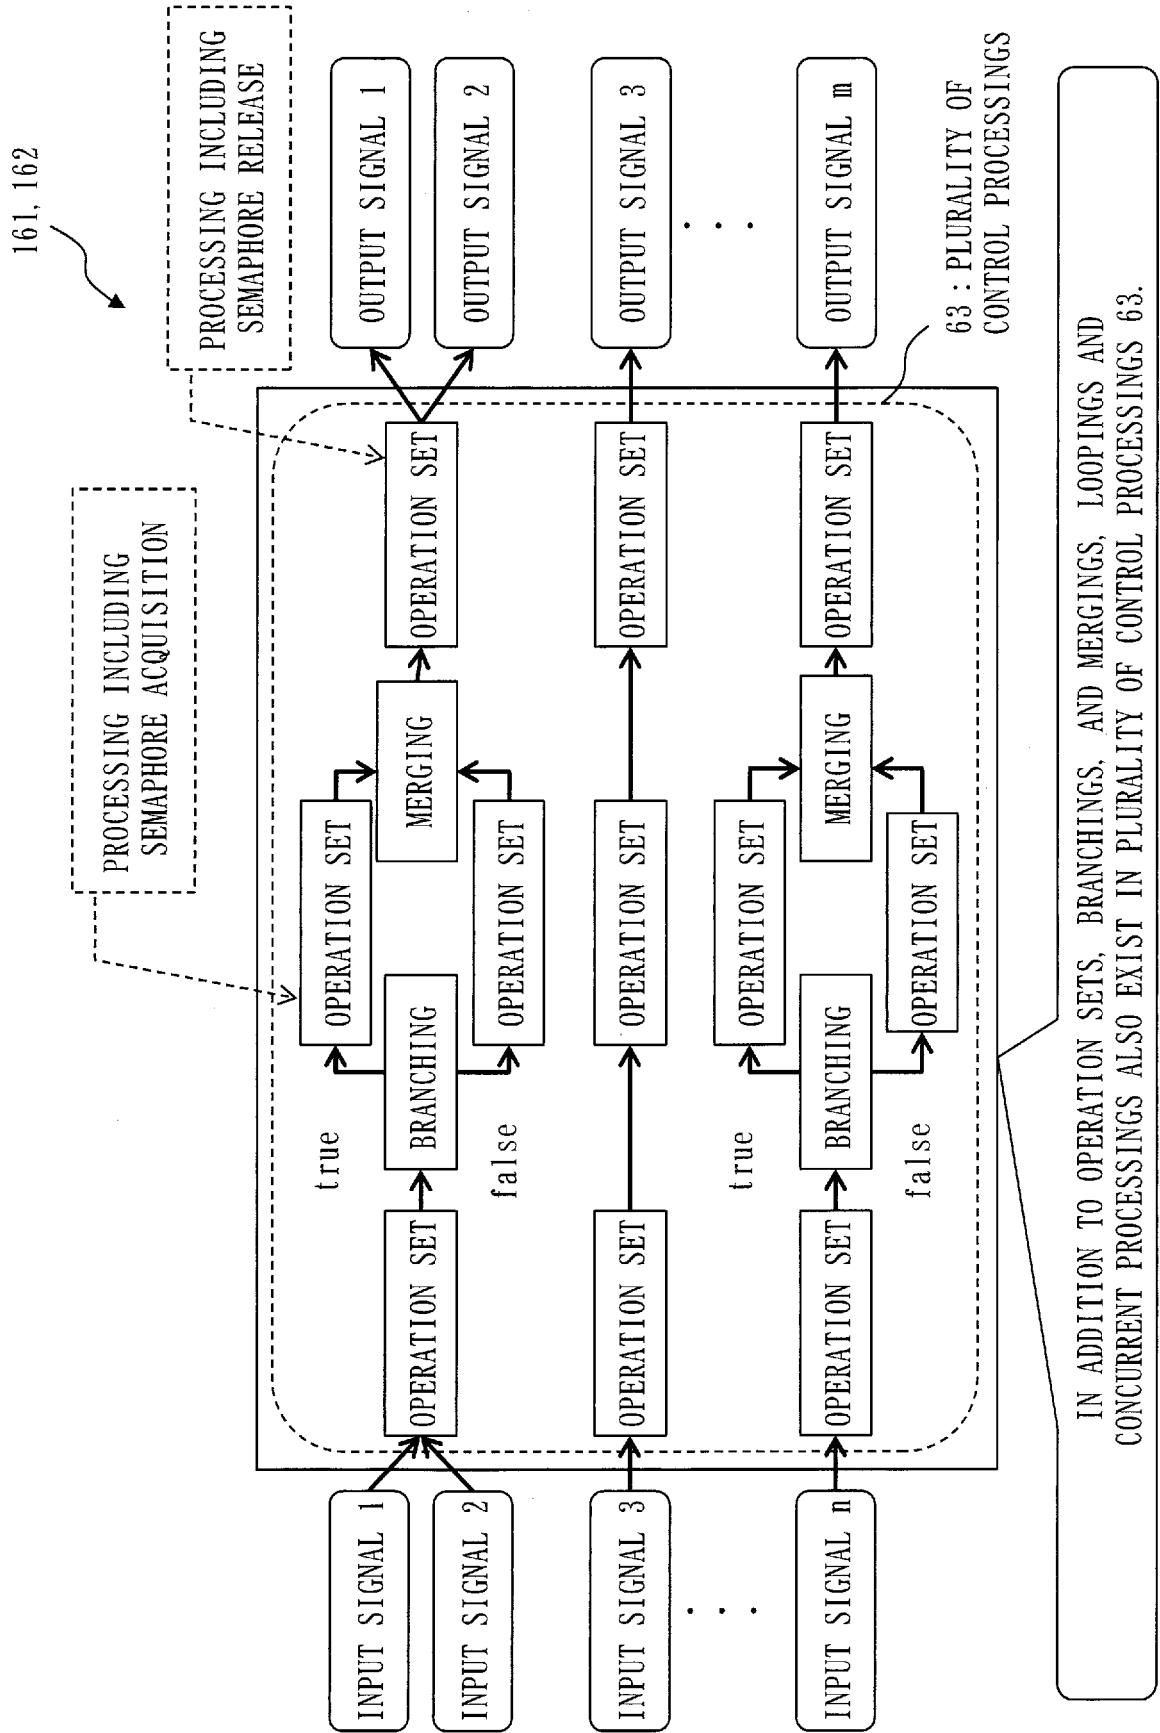 161, 162
PROCESSING INCLUDING
SEMAPHORE ACQUISITION
PROCESSING INCLUDING
SEMAPHORE RELEASE
INPUT SIGNAL 1
INPUT SIGNAL 2
OPERATION SET
BRANCHING
true
false
OPERATION SET
OPERATION SET
MERGING
OPERATION SET
OUTPUT SIGNAL 1
OUTPUT SIGNAL 2
INPUT SIGNAL 3
OPERATION SET
OPERATION SET
OPERATION SET
OUTPUT SIGNAL 3
. . .
. . .
INPUT SIGNAL n
OPERATION SET
BRANCHING
true
false
OPERATION SET
OPERATION SET
MERGING
OPERATION SET
OUTPUT SIGNAL m
63 : PLURALITY OF
CONTROL PROCESSINGS
IN ADDITION TO OPERATION SETS, BRANCHINGS, AND MERGINGS, LOOPINGS AND
CONCURRENT PROCESSINGS ALSO EXIST IN PLURALITY OF CONTROL PROCESSINGS 63.